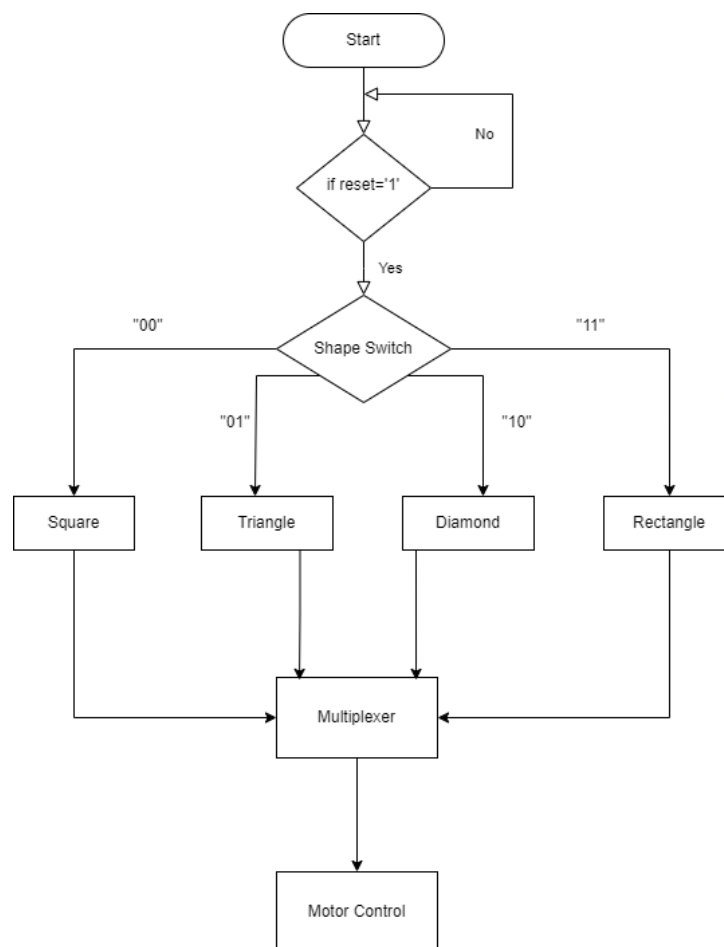 Start
No
if reset='1'
Yes
"00"
"11"
Shape Switch
"01"
"10"
Square
Triangle
Diamond
Rectangle
Multiplexer
Motor Control